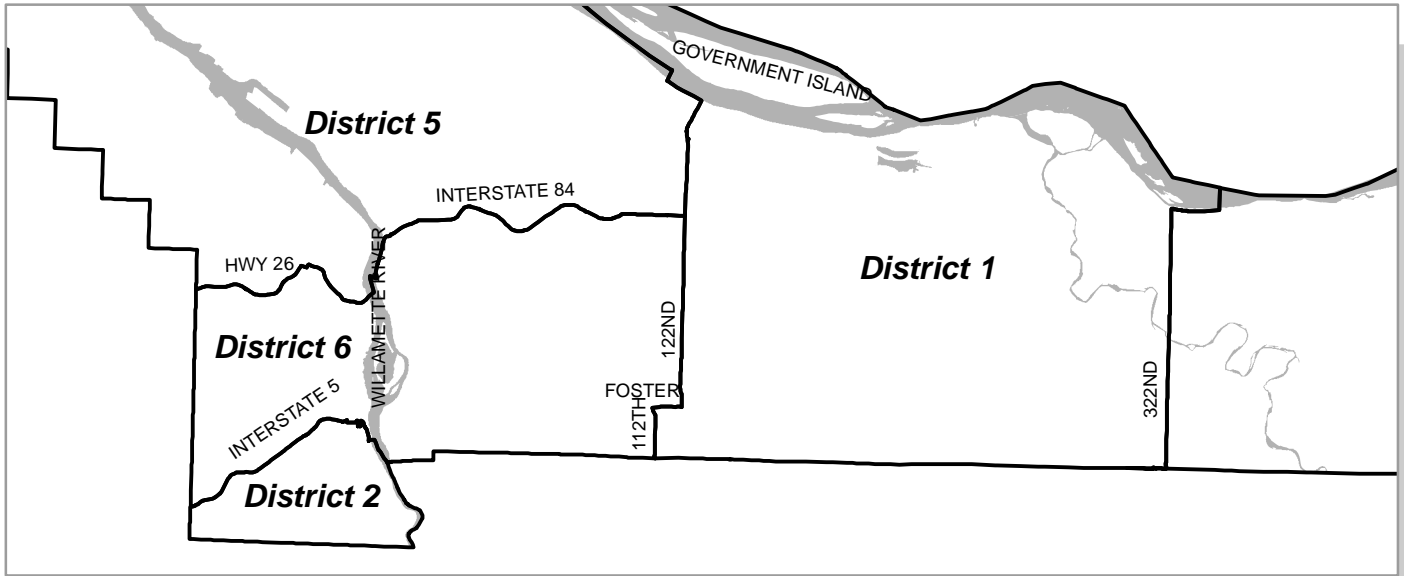 GOVERNMENT ISLAND
District 5
INTERSTATE 84
HWY 26
WILLAMETTE RIVER
District 1
District 6
122ND
INTERSTATE 5
FOSTER
112TH
322ND
District 2